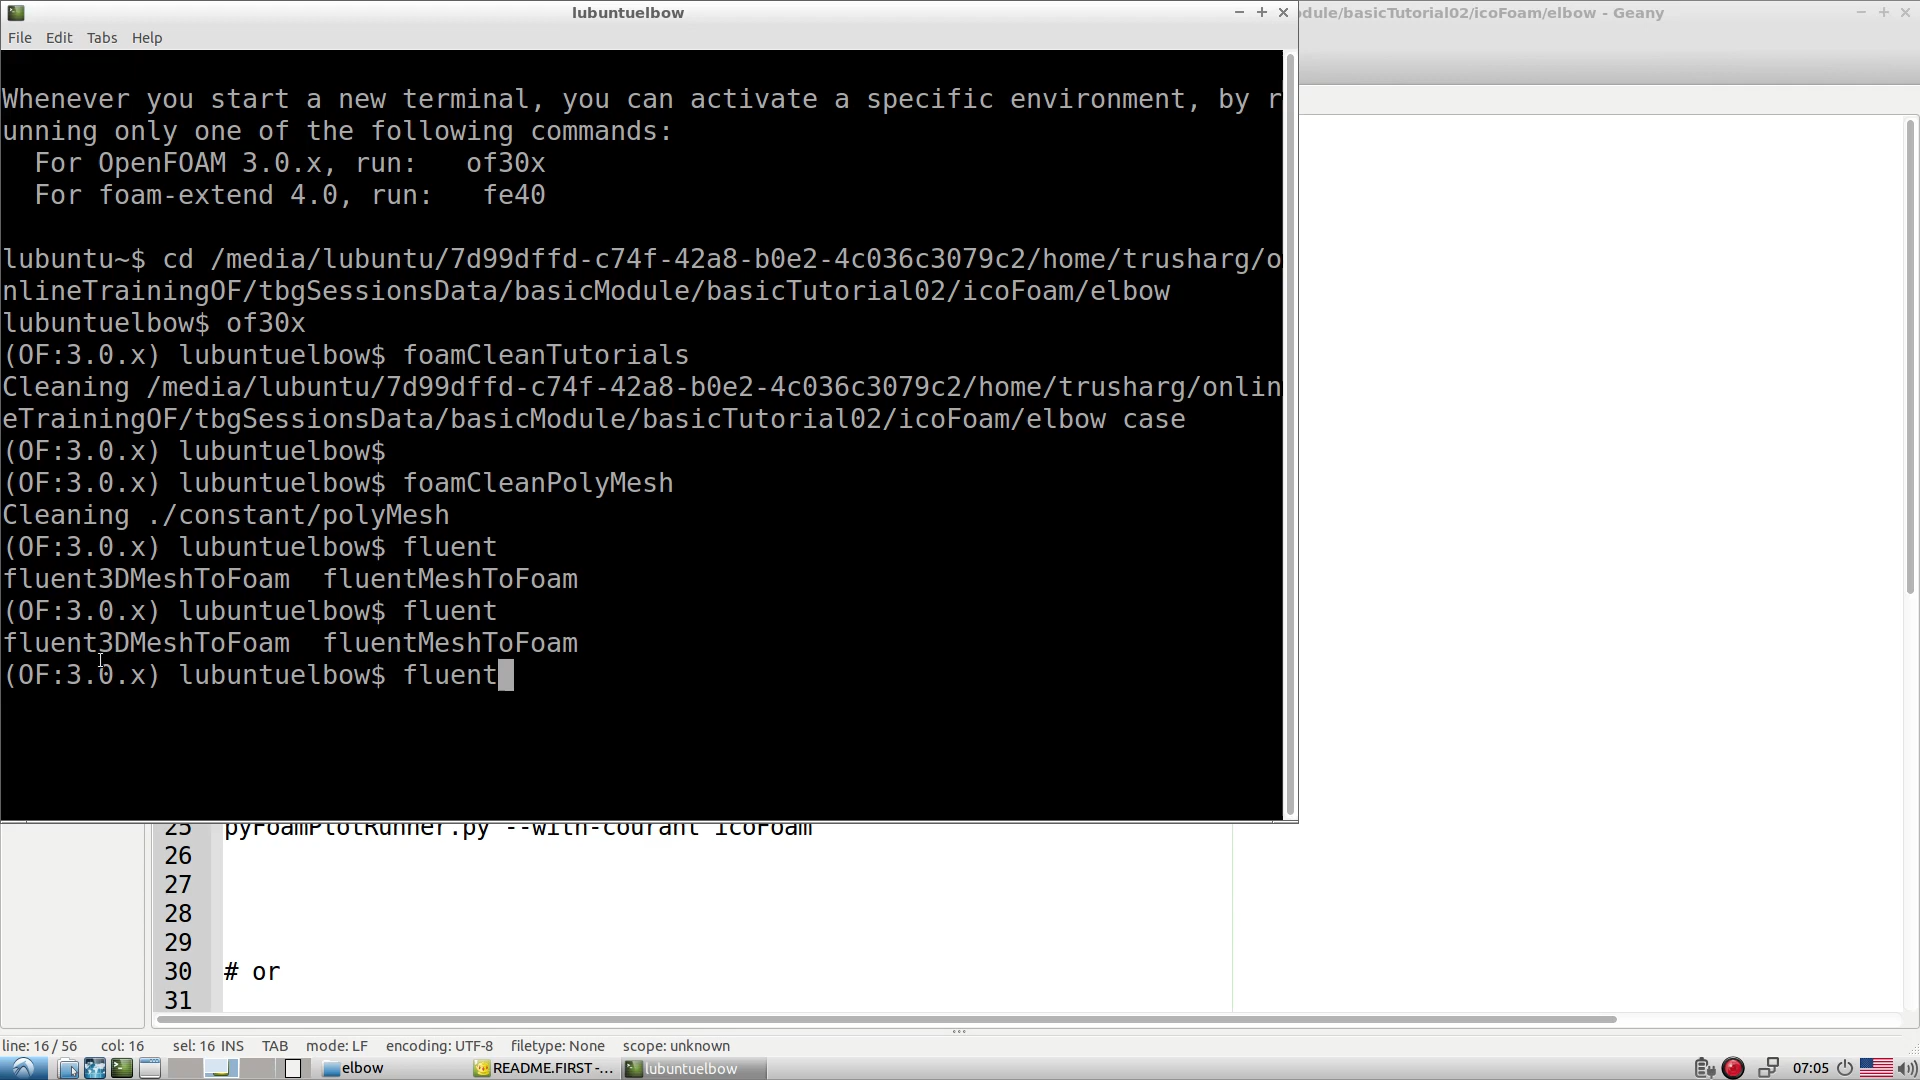 lubuntuelbow
dule/basicTutorial02/icoFoam/elbow - Geany
File Edit Tabs Help
Whenever you start a new terminal, you can activate a specific environment, by r
unning only one of the following commands:
For OpenFOAM 3.0.x, run: of30x
For foam-extend 4.0, run: fe40
lubuntu~$ cd /media/lubuntu/7d99dffd-c74f-42a8-b0e2-4c036c3079c2/home/trusharg/o
nlineTrainingOF/tbgSessionsData/basicModule/basicTutorial02/icoFoam/elbow
lubuntuelbow$ of30x
(OF:3.0.x) lubuntuelbow$ foamCleanTutorials
Cleaning /media/lubuntu/7d99dffd-c74f-42a8-b0e2-4c036c3079c2/home/trusharg/onlin
eTrainingOF/tbgSessionsData/basicModule/basicTutorial02/icoFoam/elbow case
(OF:3.0.x) lubuntuelbow$
(OF:3.0.x) lubuntuelbow$ foamCleanPolyMesh
Cleaning ./constant/polyMesh
(OF:3.0.x) lubuntuelbow$ fluent
fluent3DMeshToFoam fluentMeshToFoam
(OF:3.0.x) lubuntuelbow$ fluent
fluent3DMeshToFoam fluentMeshToFoam
(OF:3.0.x) lubuntuelbow$ fluent
25 pyFoamPlotRunner.py --with-courant icoFoam
26
27
28
29
30 # or
31
line: 16 / 56 col: 16 sel: 16 INS TAB mode: LF encoding: UTF-8 filetype: None scope: unknown
elbow README.FIRST -... lubuntuelbow 07:05